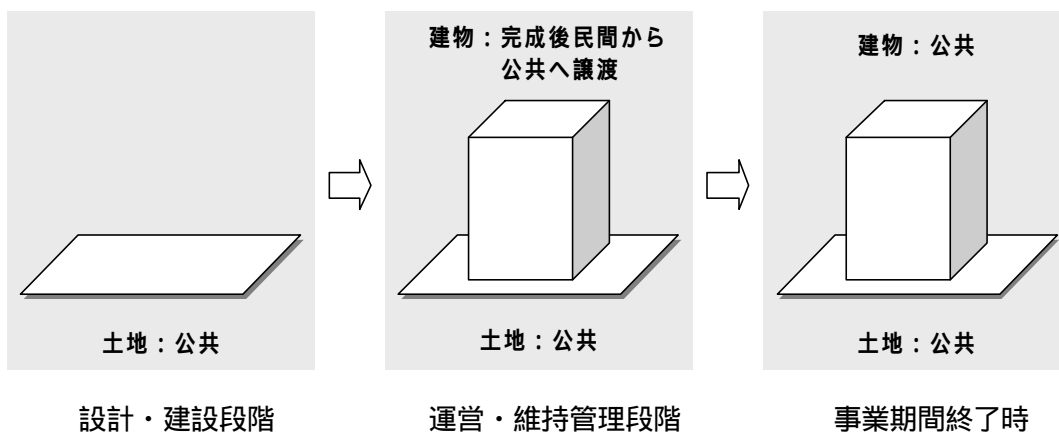 土地：公共
設計・建設段階
建物：完成後民間から
公共へ譲渡
土地：公共
運営・維持管理段階
建物：公共
土地：公共
事業期間終了時